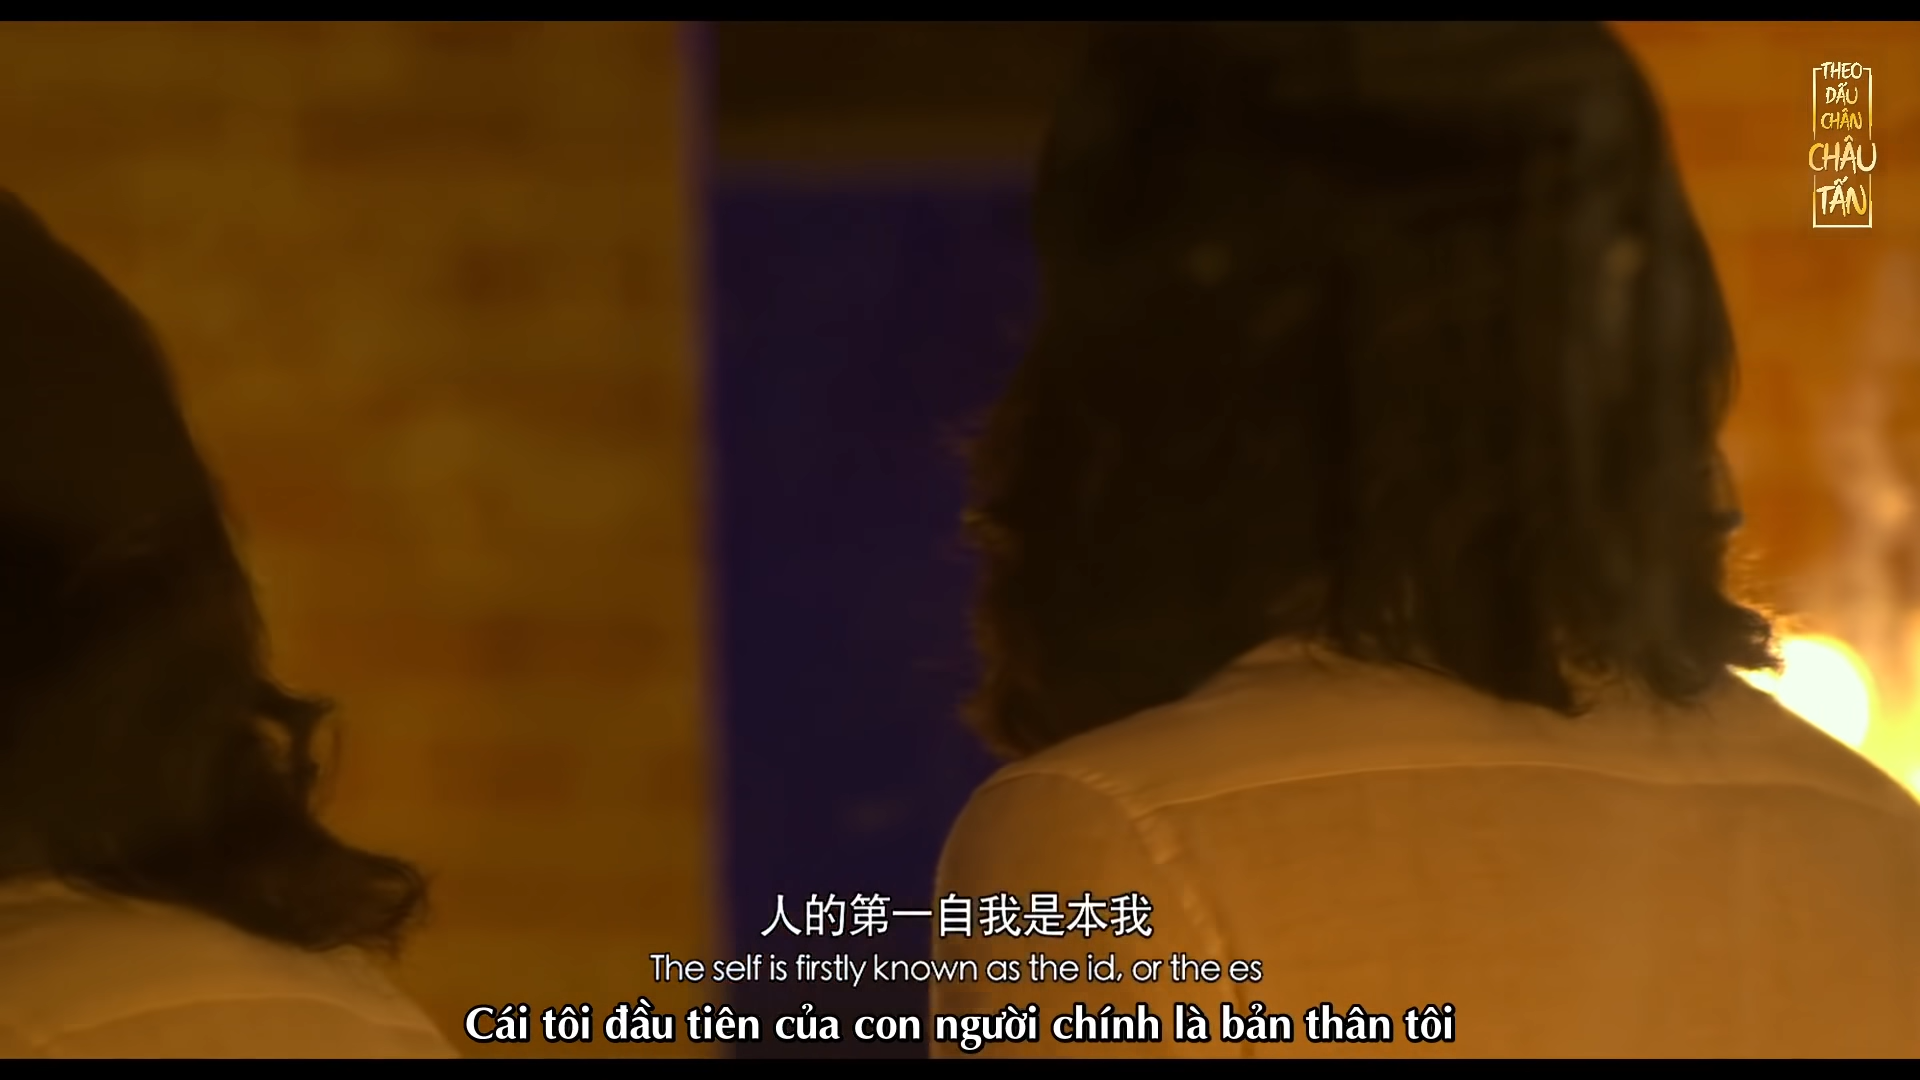 THEO
DẤU
CHÂN
CHÂU
TẤN
人的第一自我是本我
The self is firstly known as the id, or the es
Cái tôi đầu tiên của con người chính là bản thân tôi